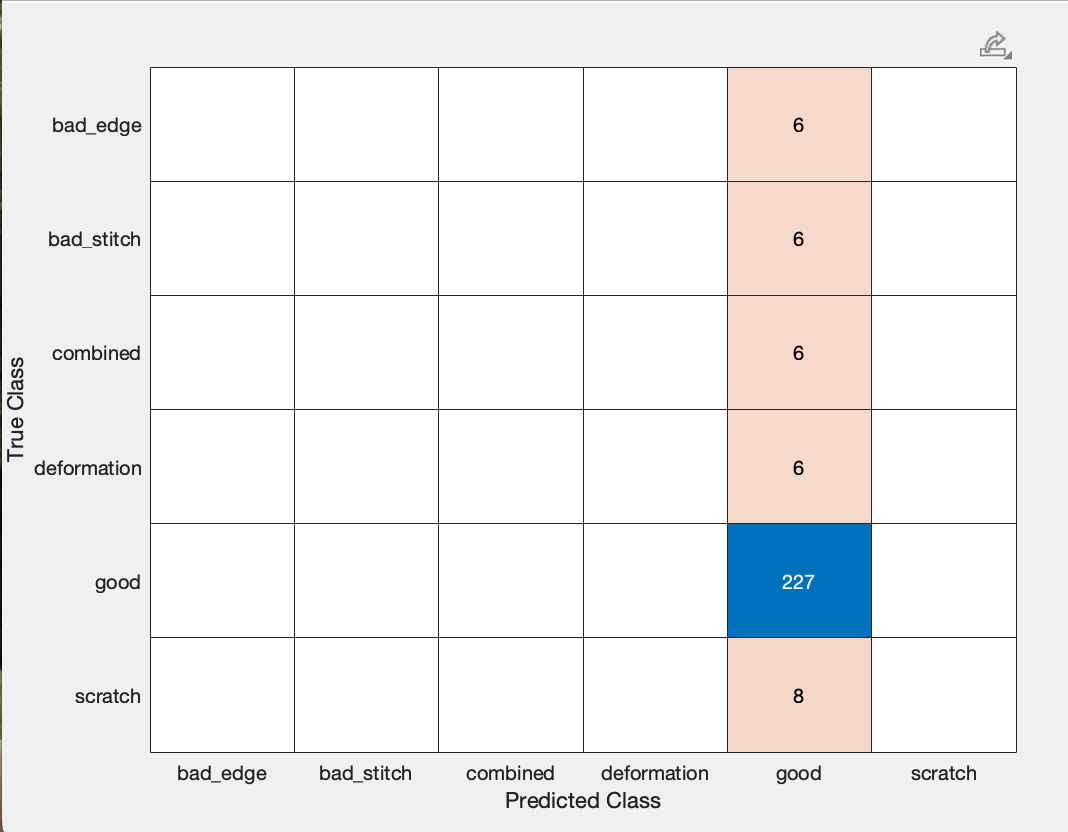 True Class
bad_edge 6
bad_stitch 6
combined 6
deformation 6
good 227
scratch 8
bad_edge bad_stitch combined deformation good scratch
Predicted Class